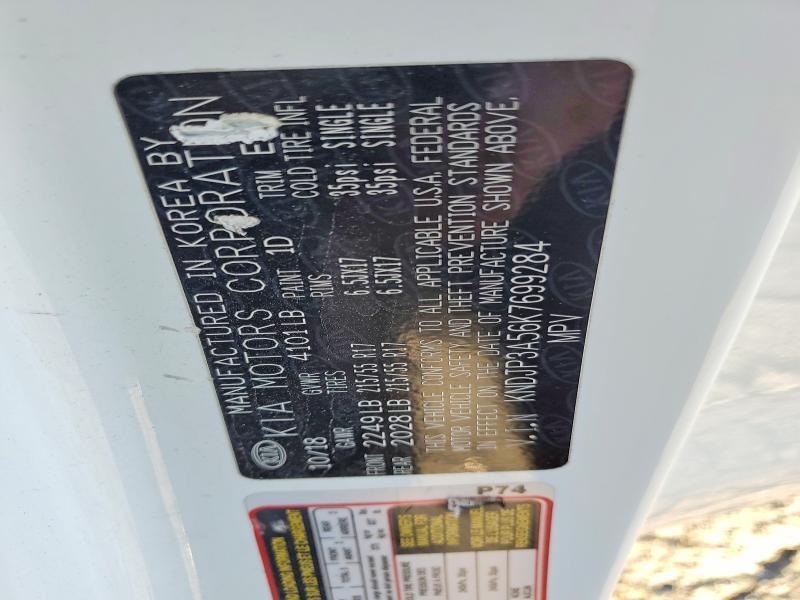 MANUFACTURED IN KOREA BY
KIA MOTORS CORPORATION
10/18 GVWR 4101LB PAINT 1D TRIM
GAWR TIRES RIMS COLD TIRE INFL
FRONT 2249LB 215/55 R17 6.5JX17 35psi SINGLE
REAR 2028LB 215/55 R17 6.5JX17 35psi SINGLE
THIS VEHICLE CONFORMS TO ALL APPLICABLE U.S.A. FEDERAL
MOTOR VEHICLE SAFETY AND THEFT PREVENTION STANDARDS
IN EFFECT ON THE DATE OF MANUFACTURE SHOWN ABOVE.
KNDJP3A56K7699284
MPV
P74